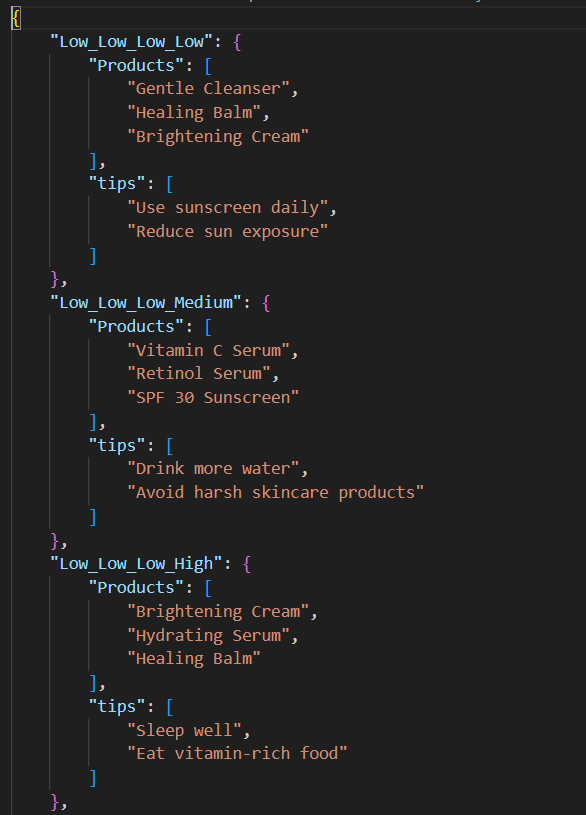 {
"Low_Low_Low_Low": {
"Products": [
"Gentle Cleanser",
"Healing Balm",
"Brightening Cream"
],
"tips": [
"Use sunscreen daily",
"Reduce sun exposure"
]
},
"Low_Low_Low_Medium": {
"Products": [
"Vitamin C Serum",
"Retinol Serum",
"SPF 30 Sunscreen"
],
"tips": [
"Drink more water",
"Avoid harsh skincare products"
]
},
"Low_Low_Low_High": {
"Products": [
"Brightening Cream",
"Hydrating Serum",
"Healing Balm"
],
"tips": [
"Sleep well",
"Eat vitamin-rich food"
]
},